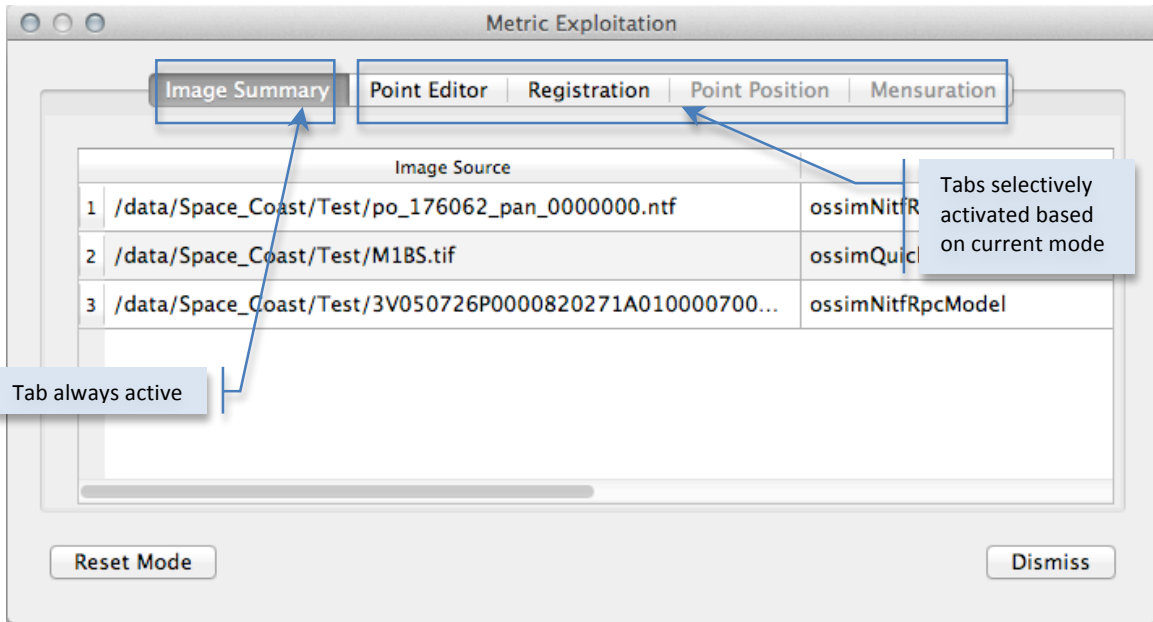 Metric Exploitation
Image Summary Point Editor Registration Point Position Mensuration
Image Source
1 /data/Space_Coast/Test/po_176062_pan_0000000.ntf ossimNitfR
2 /data/Space_Coast/Test/M1BS.tif ossimQuic
3 /data/Space_Coast/Test/3V050726P0000820271A010000700... ossimNitfRpcModel
Tabs selectively
activated based
on current mode
Tab always active
Reset Mode Dismiss